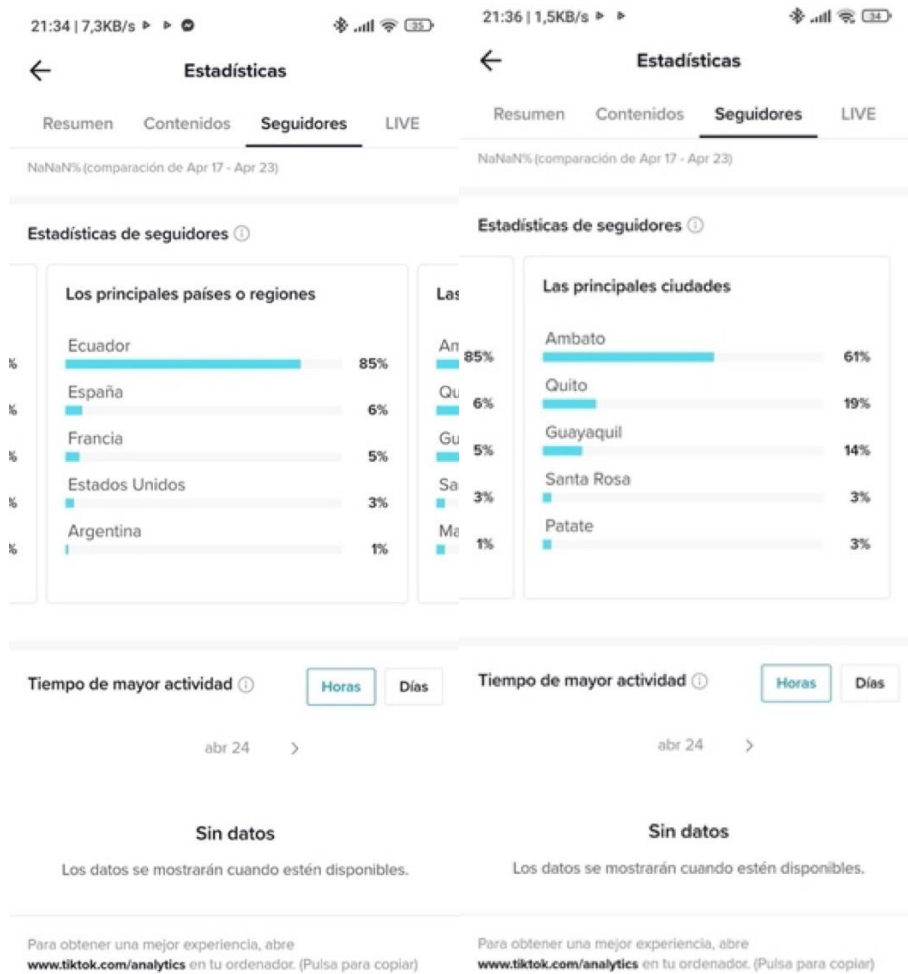 21:34 | 7,3KB/s
35
Estadísticas
Resumen Contenidos Seguidores LIVE
NaNaN% (comparación de Apr 17 - Apr 23)
Estadísticas de seguidores
Los principales países o regiones
Ecuador
85%
España
6%
Francia
5%
Estados Unidos
3%
Argentina
1%
%
%
%
%
%
Las
Am
Qu
Gu
Sa
Ma
Tiempo de mayor actividad
Horas Días
abr 24 >
Sin datos
Los datos se mostrarán cuando estén disponibles.
Para obtener una mejor experiencia, abre
www.tiktok.com/analytics en tu ordenador. (Pulsa para copiar)
21:36 | 1,5KB/s
34
Estadísticas
Resumen Contenidos Seguidores LIVE
NaNaN% (comparación de Apr 17 - Apr 23)
Estadísticas de seguidores
85%
6%
5%
3%
1%
Las principales ciudades
Ambato
61%
Quito
19%
Guayaquil
14%
Santa Rosa
3%
Patate
3%
Tiempo de mayor actividad
Horas Días
abr 24 >
Sin datos
Los datos se mostrarán cuando estén disponibles.
Para obtener una mejor experiencia, abre
www.tiktok.com/analytics en tu ordenador. (Pulsa para copiar)